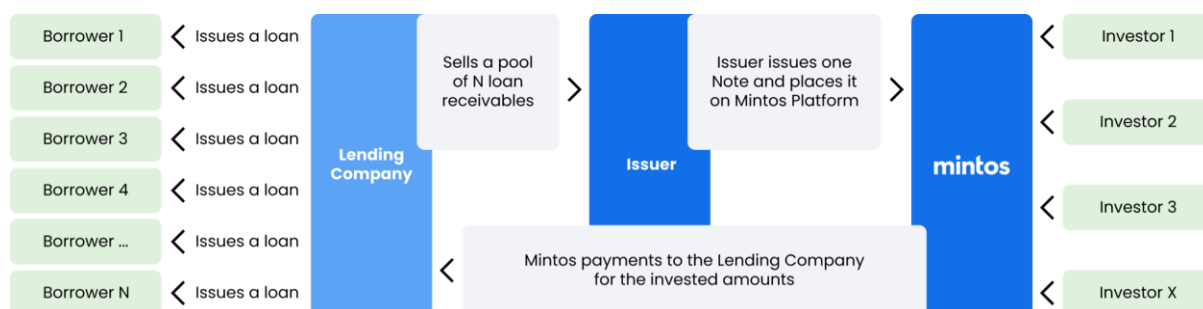 Borrower 1
Issues a loan
Borrower 2
Issues a loan
Borrower 3
Issues a loan
Borrower 4
Issues a loan
Borrower ...
Issues a loan
Borrower N
Issues a loan
Lending
Company
Sells a pool
of N loan
receivables
Issuer
Issuer issues one
Note and places it
on Mintos Platform
mintos
Mintos payments to the Lending Company
for the invested amounts
Investor 1
Investor 2
Investor 3
Investor X